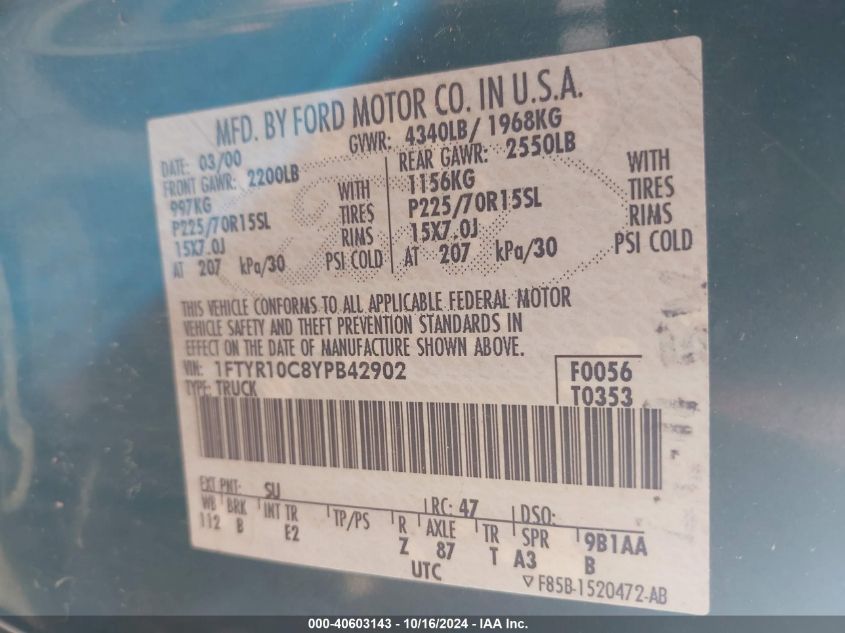 MFD. BY FORD MOTOR CO. IN U.S.A.
DATE: 03/00 GVWR: 4340LB/ 1968KG
FRONT GAWR: 2200LB REAR GAWR: 2550LB
997KG WITH 1156KG WITH
P225/70R15SL TIRES P225/70R15SL TIRES
15X7.0J RIMS 15X7.0J RIMS
AT 207 kPa/30 PSI COLD AT 207 kPa/30 PSI COLD
THIS VEHICLE CONFORMS TO ALL APPLICABLE FEDERAL MOTOR
VEHICLE SAFETY AND THEFT PREVENTION STANDARDS IN
EFFECT ON THE DATE OF MANUFACTURE SHOWN ABOVE.
VIN: 1FTYR10C8YPB42902 F0056
TYPE: TRUCK T0353
EXT PNT: SU RC: 47 DSO:
WB BRK INT TR TP/PS R AXLE TR SPR 9B1AA
112 B E2 Z 87 T A3 B
UTC ▽ F85B-1520472-AB
000-40603143 - 10/16/2024 - IAA Inc.